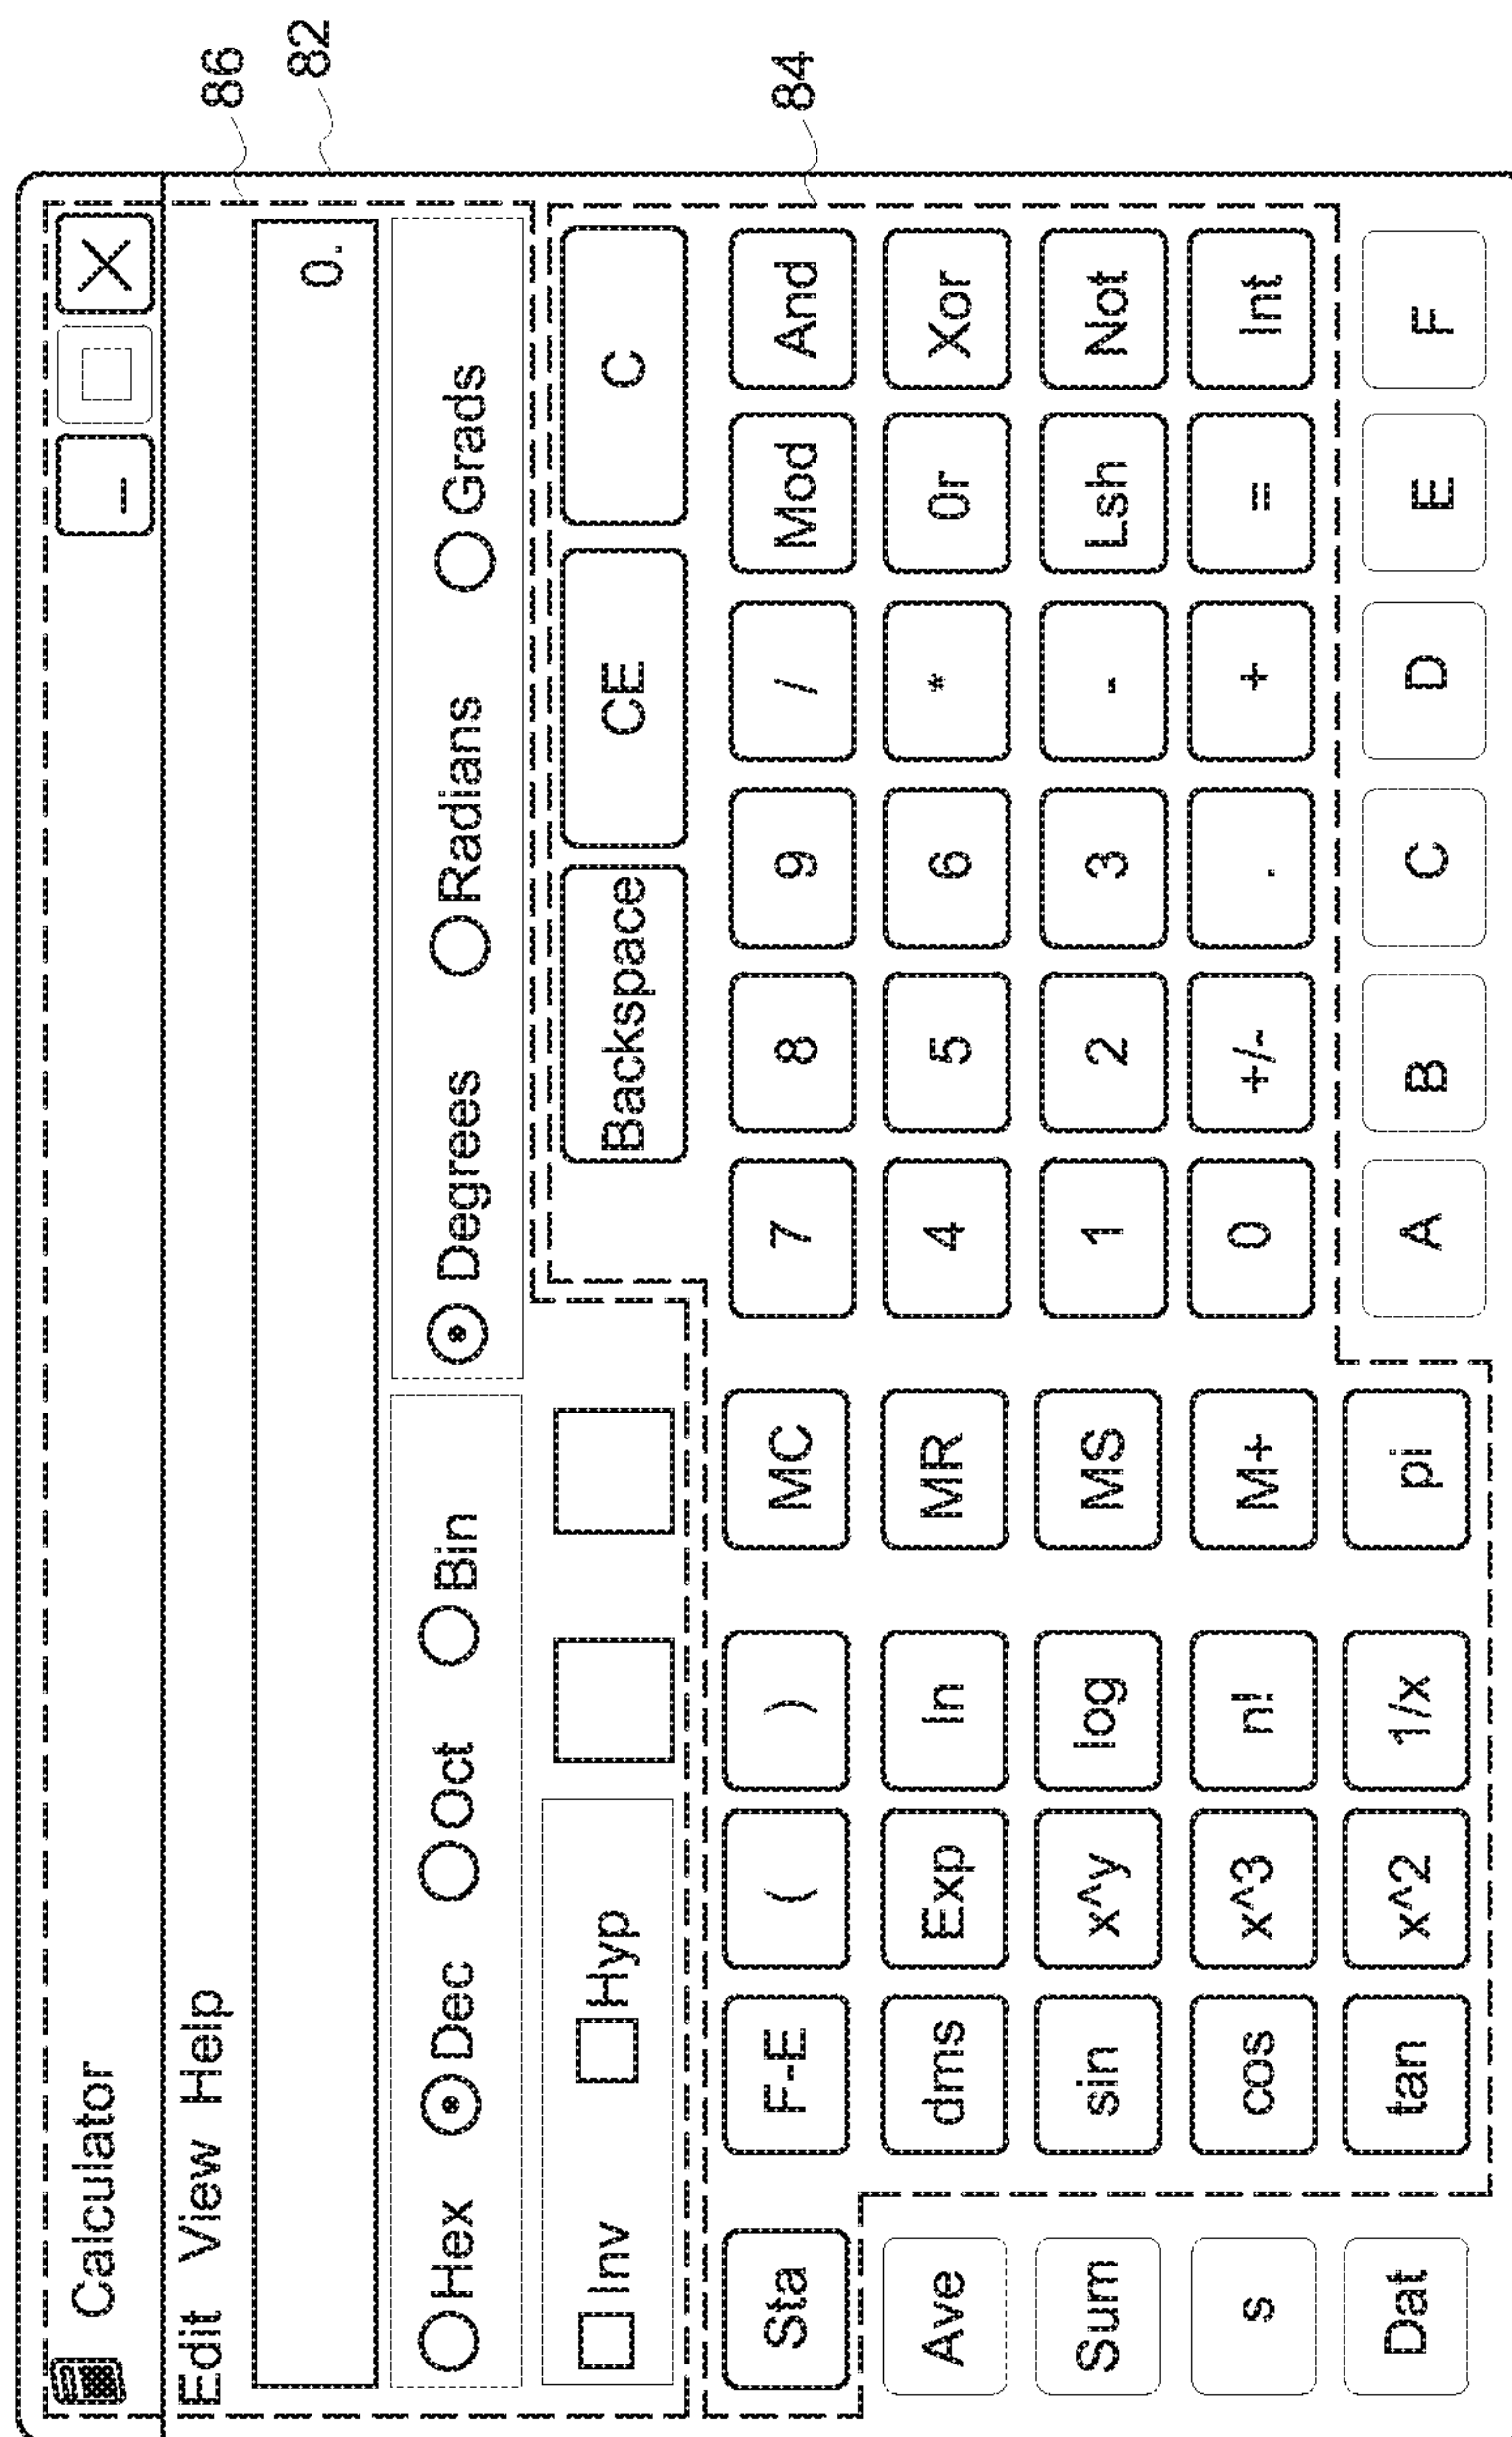 Calculator
86
82
Edit View Help
0.
Hex Dec Oct Bin Degrees Radians Grads
Inv Hyp Backspace CE C
84
Sta F-E ( ) MC 7 8 9 / Mod And
Ave dms Exp ln MR 4 5 6 * 0r Xor
Sum sin x^y log MS 1 2 3 - Lsh Not
s cos x^3 n! M+ 0 +/- . + = Int
Dat tan x^2 1/x pi A B C D E F